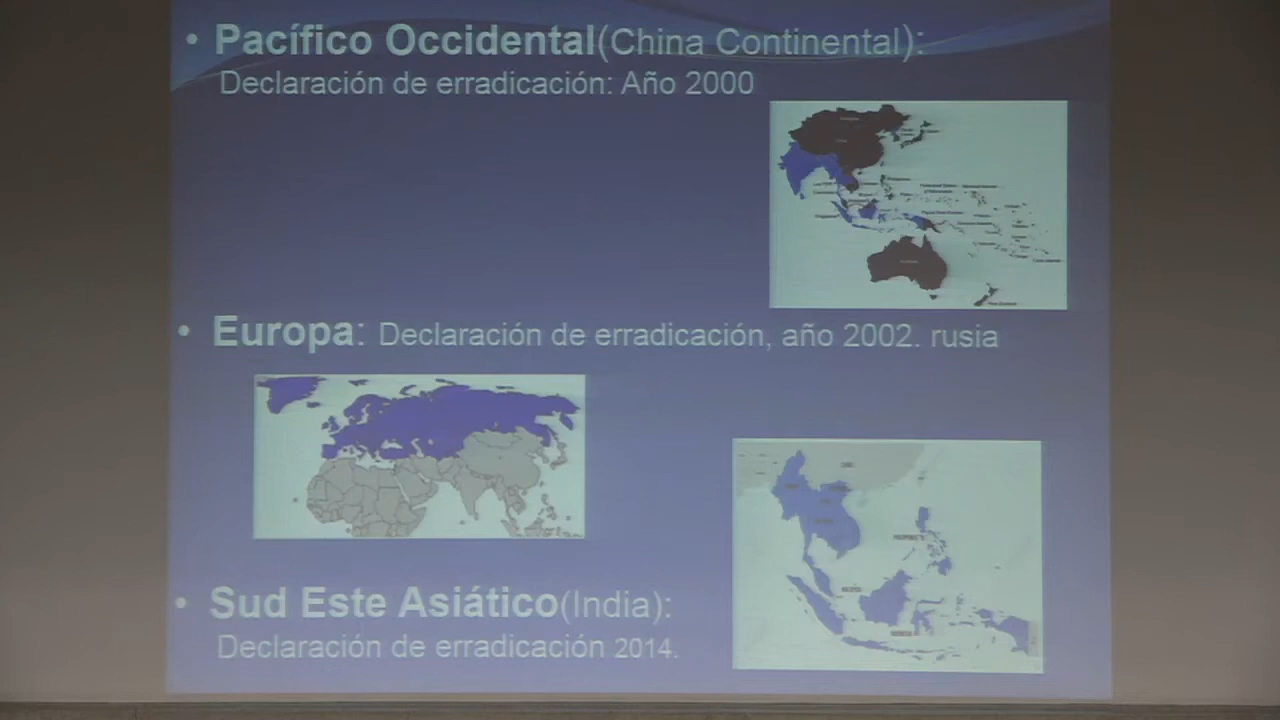 • Pacífico Occidental(China Continental):
Declaración de erradicación: Año 2000
• Europa: Declaración de erradicación, año 2002. rusia
• Sud Este Asiático(India):
Declaración de erradicación 2014.